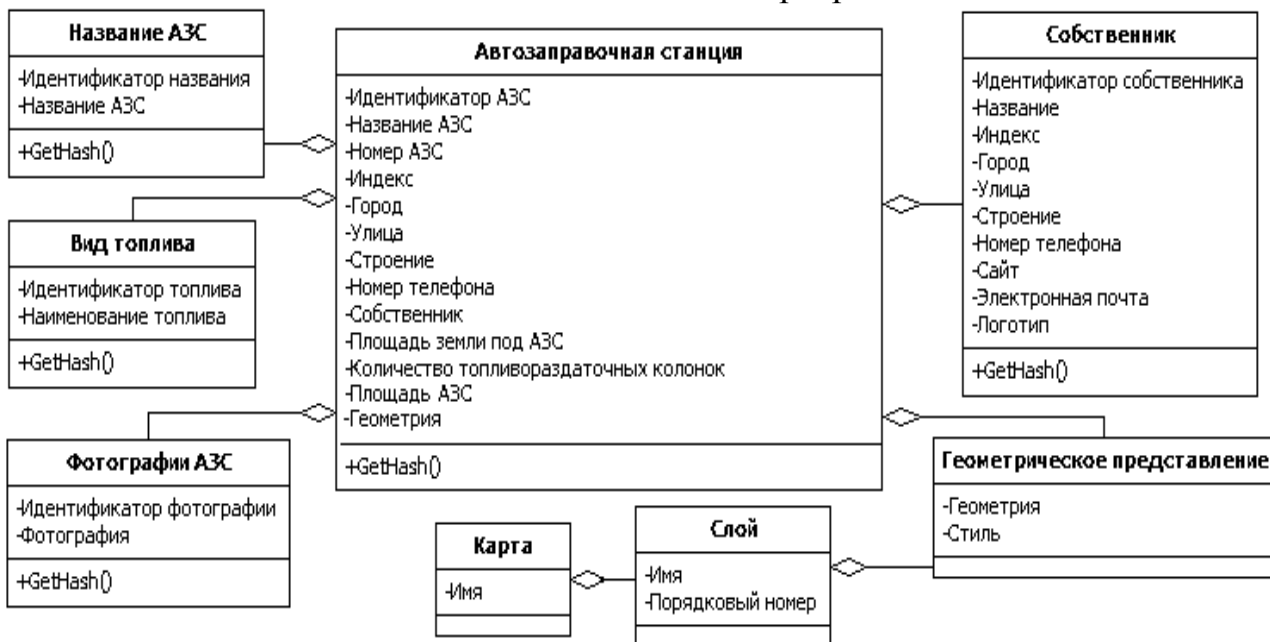 Название АЗС
-Идентификатор названия
-Название АЗС
+GetHash()
Вид топлива
-Идентификатор топлива
-Наименование топлива
+GetHash()
Фотографии АЗС
-Идентификатор фотографии
-Фотография
+GetHash()
Автозаправочная станция
-Идентификатор АЗС
-Название АЗС
-Номер АЗС
-Индекс
-Город
-Улица
-Строение
-Номер телефона
-Собственник
-Площадь земли под АЗС
-Количество топливораздаточных колонок
-Площадь АЗС
-Геометрия
+GetHash()
Собственник
-Идентификатор собственника
-Название
-Индекс
-Город
-Улица
-Строение
-Номер телефона
-Сайт
-Электронная почта
-Логотип
+GetHash()
Геометрическое представление
-Геометрия
-Стиль
Карта
-Имя
Слой
-Имя
-Порядковый номер